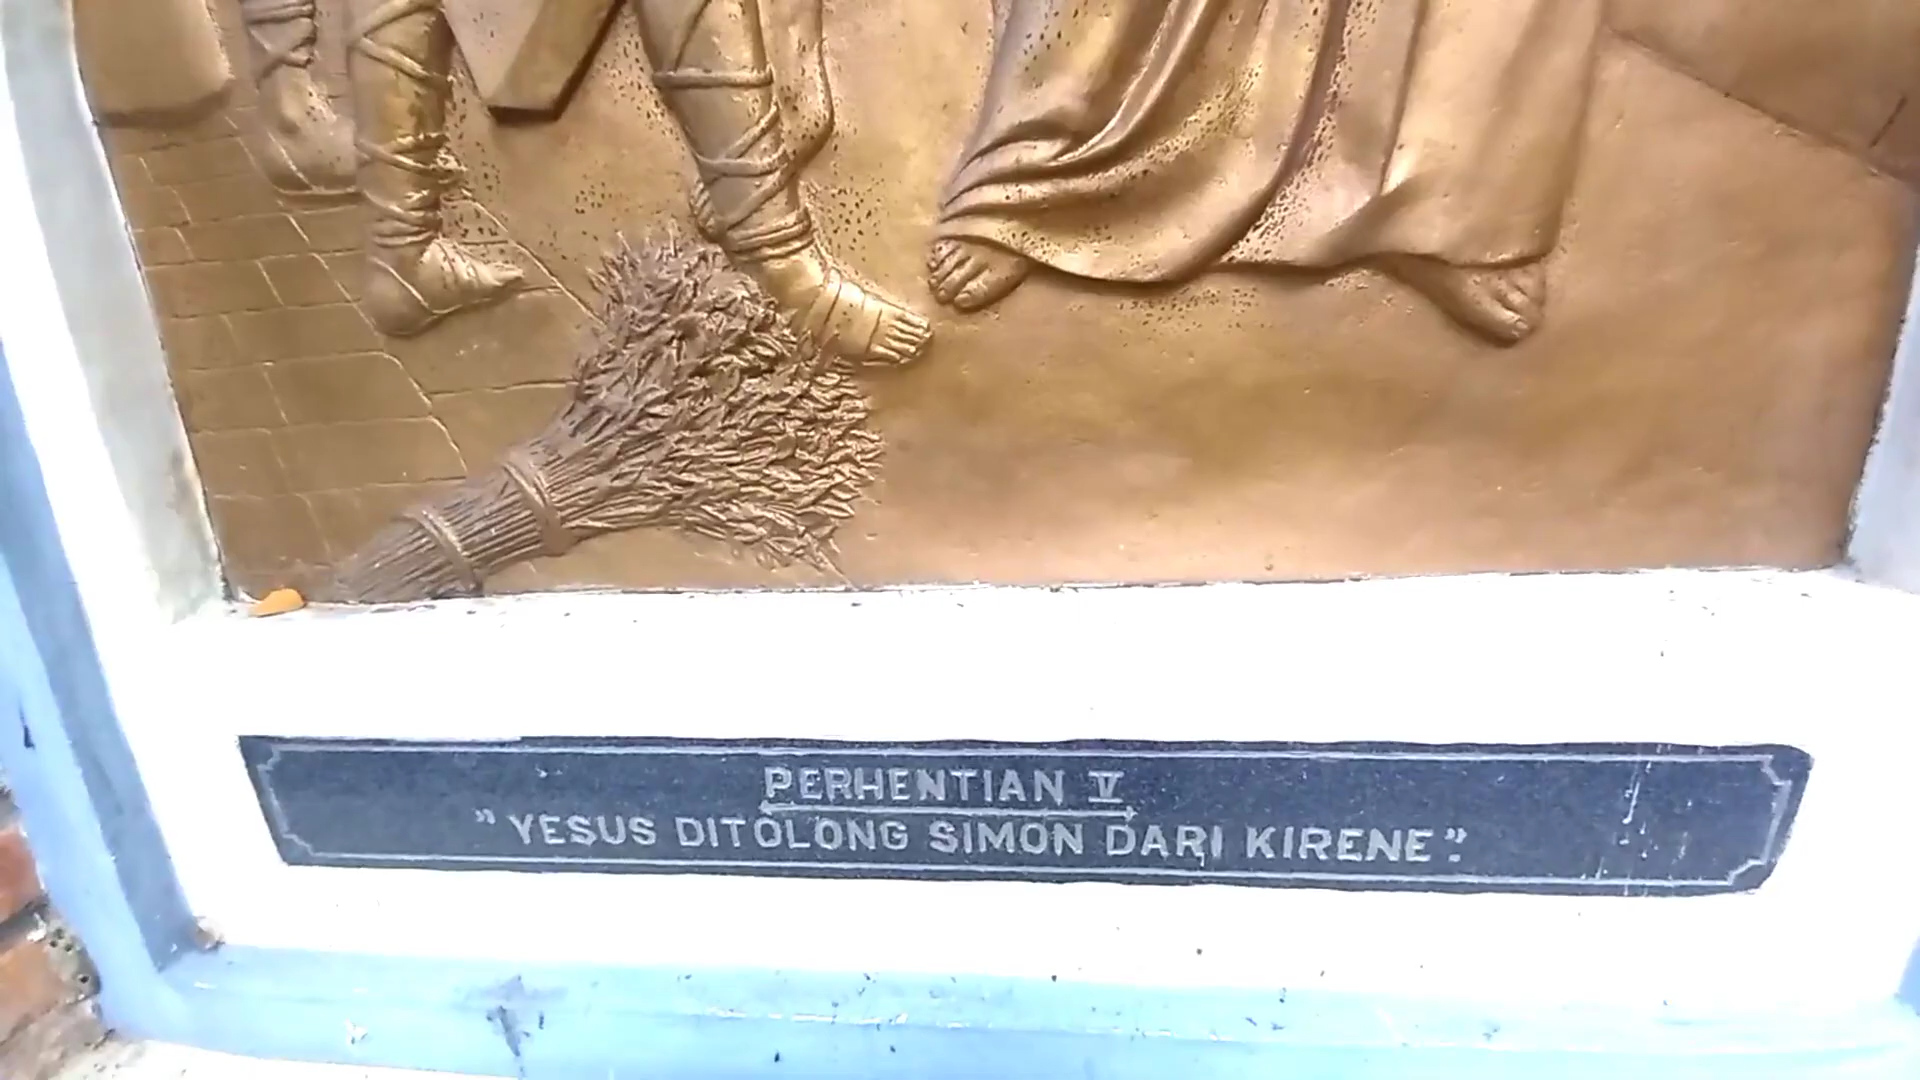 PERHENTIAN V
"YESUS DITOLONG SIMON DARI KIRENE".